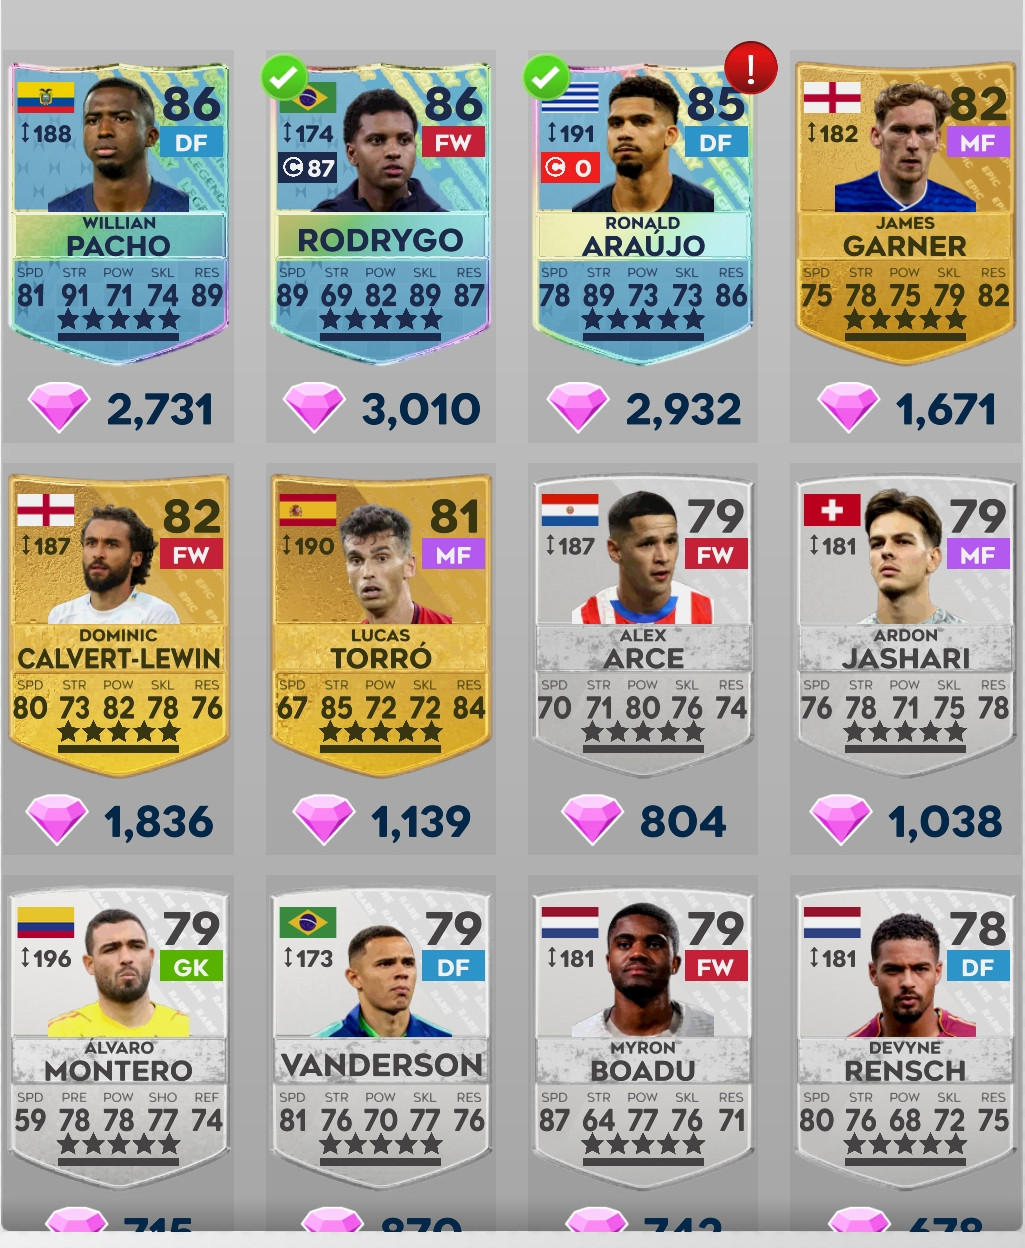 86
↕188
DF
WILLIAN
PACHO
SPD STR POW SKL RES
81 91 71 74 89
2,731
86
↕174
FW
© 87
RODRYGO
SPD STR POW SKL RES
89 69 82 89 87
3,010
!
85
↕191
DF
© 0
RONALD
ARAÚJO
SPD STR POW SKL RES
78 89 73 73 86
2,932
82
↕182
MF
JAMES
GARNER
SPD STR POW SKL RES
75 78 75 79 82
1,671
82
↕187
FW
DOMINIC
CALVERT-LEWIN
SPD STR POW SKL RES
80 73 82 78 76
1,836
81
↕190
MF
LUCAS
TORRÓ
SPD STR POW SKL RES
67 85 72 72 84
1,139
79
↕187
FW
ALEX
ARCE
SPD STR POW SKL RES
70 71 80 76 74
804
79
↕181
MF
ARDON
JASHARI
SPD STR POW SKL RES
76 78 71 75 78
1,038
79
↕196
GK
ÁLVARO
MONTERO
SPD PRE POW SHO REF
59 78 78 77 74
715
79
↕173
DF
VANDERSON
SPD STR POW SKL RES
81 76 70 77 76
79
↕181
FW
MYRON
BOADU
SPD STR POW SKL RES
87 64 77 76 71
742
78
↕181
DF
DEVYNE
RENSCH
SPD STR POW SKL RES
80 76 68 72 75
678